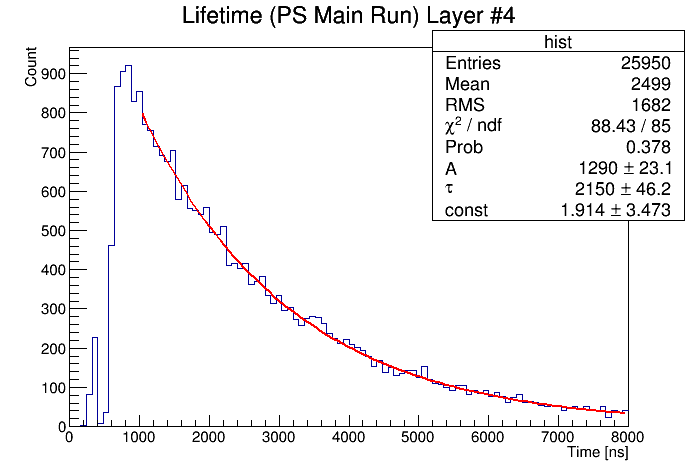 Lifetime (PS Main Run) Layer #4
hist
Entries 25950
Mean 2499
RMS 1682
χ² / ndf 88.43 / 85
Prob 0.378
A 1290 ± 23.1
τ 2150 ± 46.2
const 1.914 ± 3.473
Count
900
800
700
600
500
400
300
200
100
0
0 1000 2000 3000 4000 5000 6000 7000 8000
Time [ns]